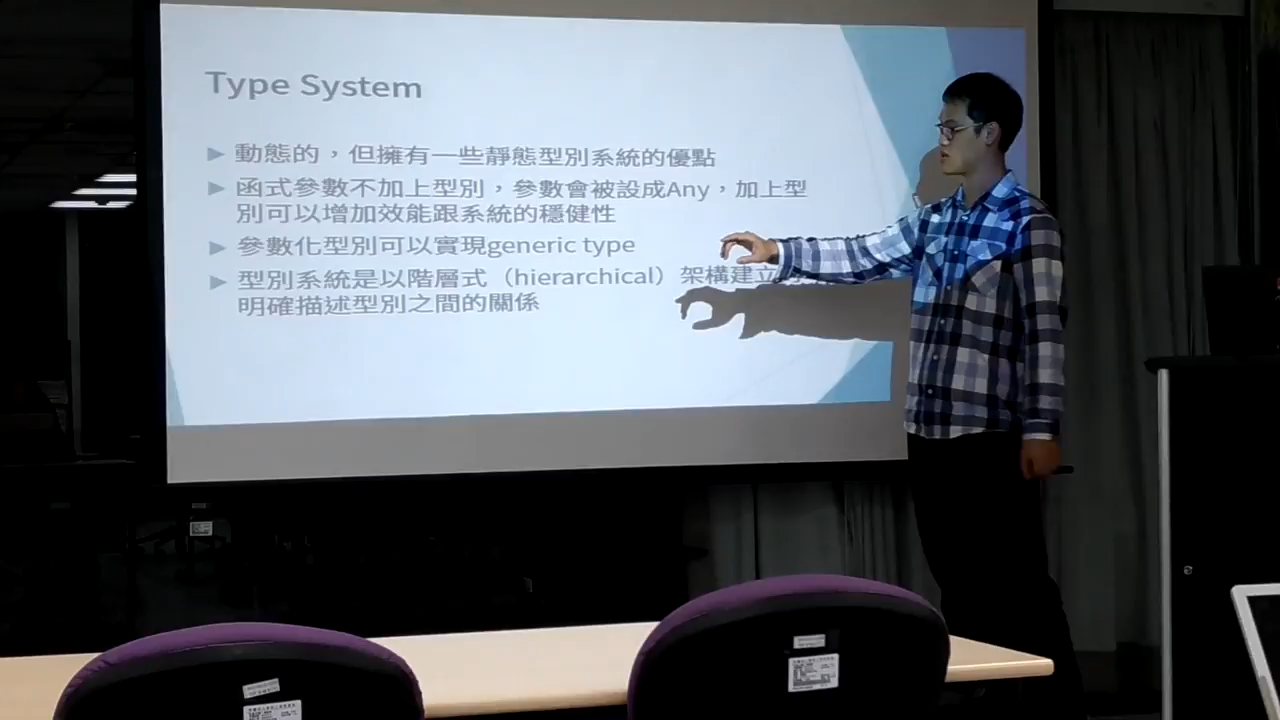 Type System
動態的，但擁有一些靜態型別系統的優點
函式參數不加上型別，參數會被設成Any，加上型
別可以增加效能跟系統的穩健性
參數化型別可以實現generic type
型別系統是以階層式（hierarchical）架構建立
明確描述型別之間的關係